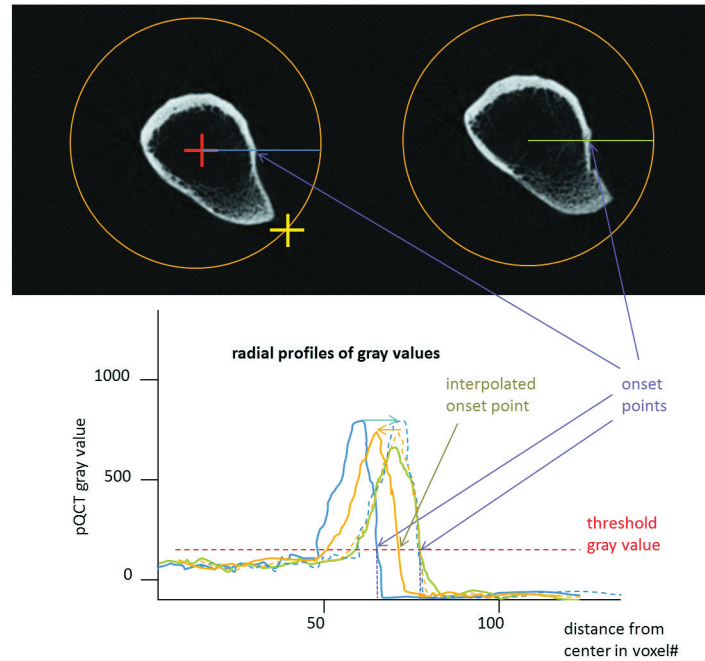 radial profiles of gray values
1000
interpolated
onset point
onset
points
pQCT gray value
500
threshold
gray value
0
50
100
distance from
center in voxel#